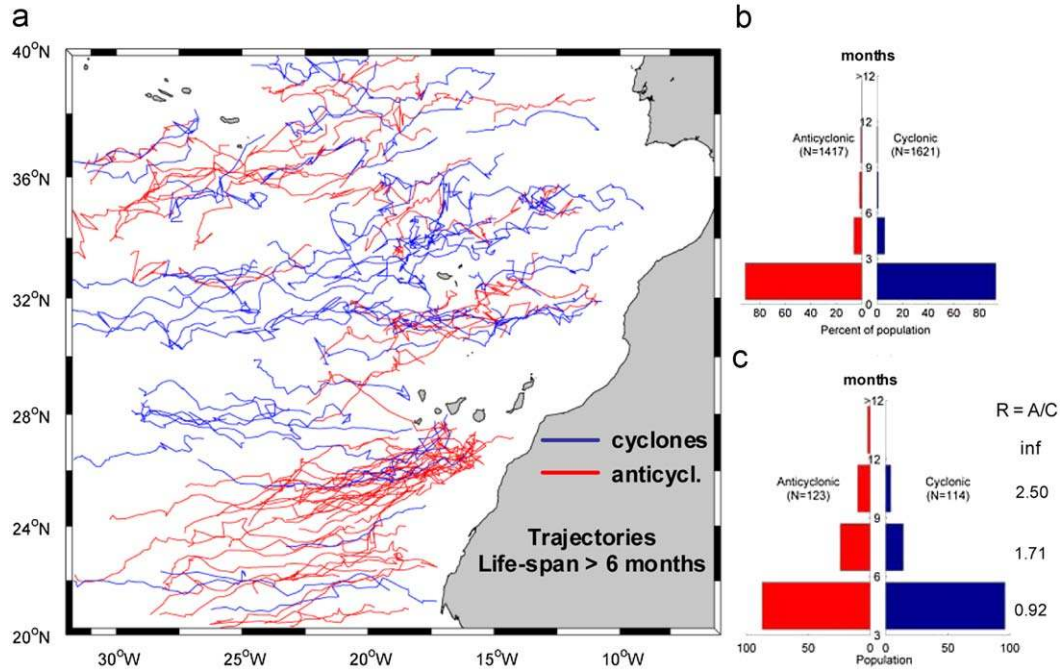 a
40°N
36°N
32°N
28°N
24°N
20°N
30°W
25°W
20°W
15°W
10°W
cyclones
anticycl.
Trajectories
Life-span > 6 months
b
months
>12
12
9
6
3
0
Anticyclonic
(N=1417)
Cyclonic
(N=1621)
80 60 40 20 0 0 20 40 60 80
Percent of population
c
months
>12
12
9
6
3
Anticyclonic
(N=123)
Cyclonic
(N=114)
R = A/C
inf
2.50
1.71
0.92
100 50 0 0 50 100
Population